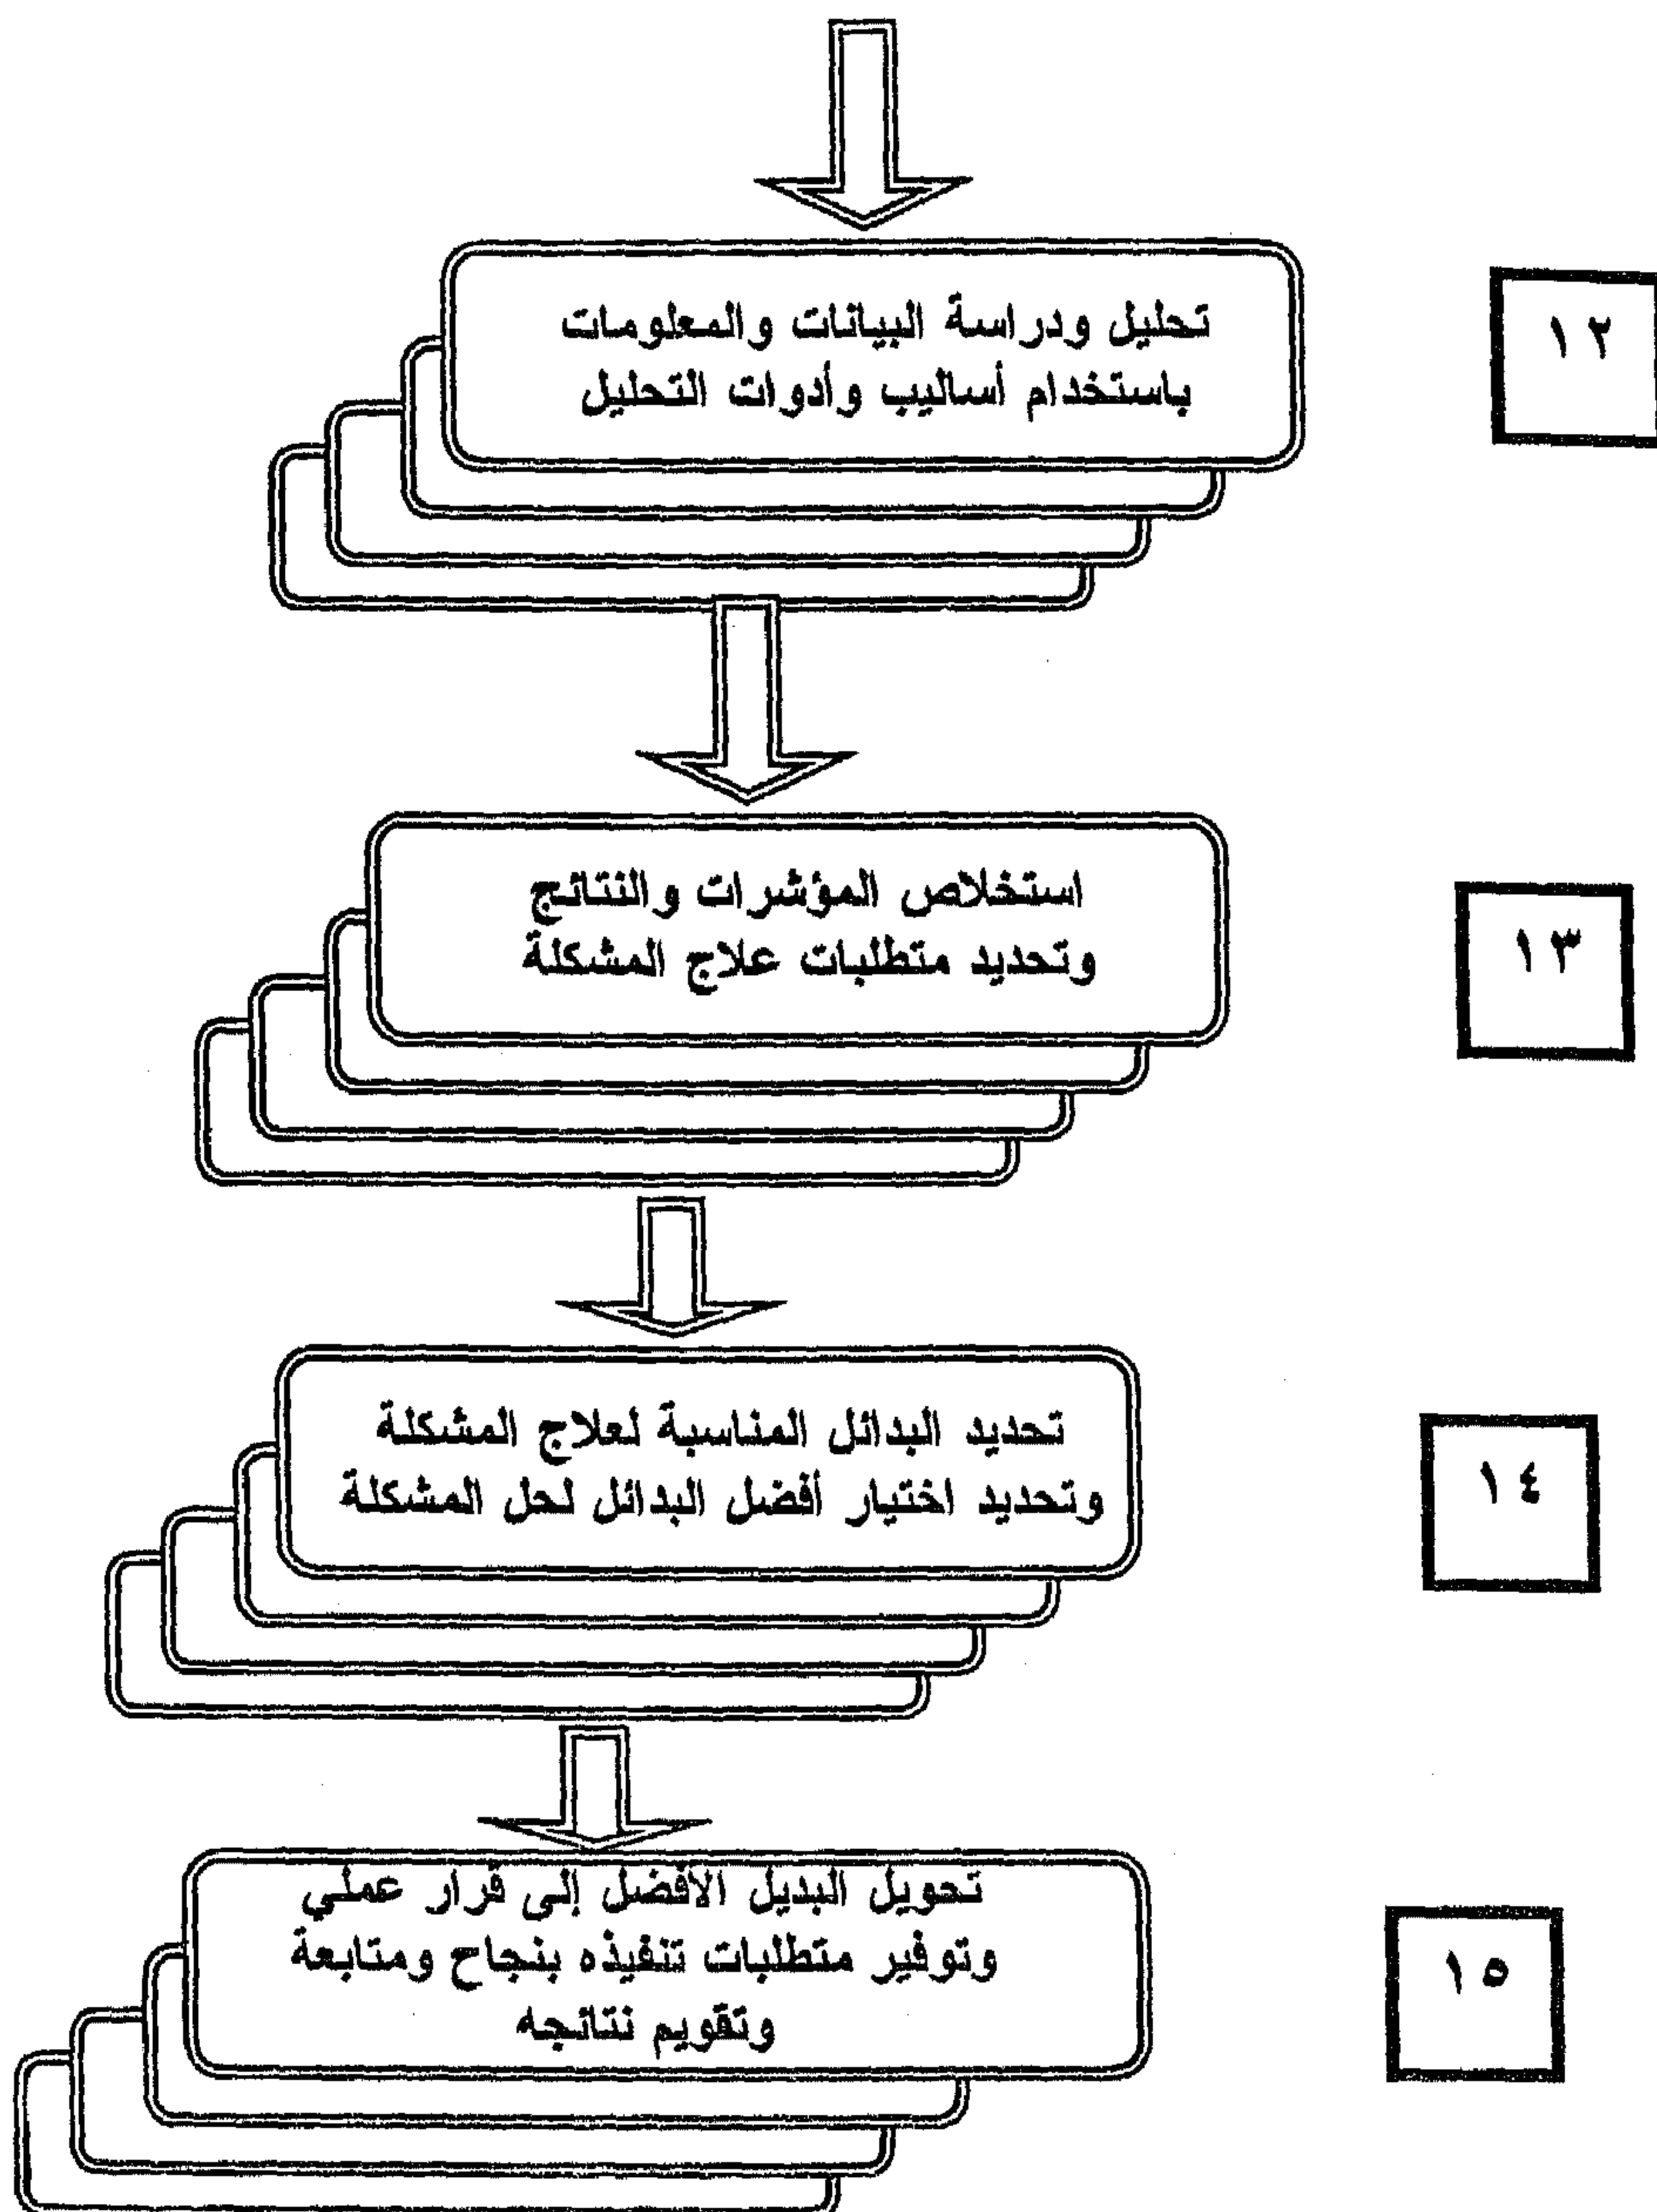 ١٢
تحليل ودراسة البيانات والمعلومات
باستخدام أساليب وأدوات التحليل
١٣
استخلاص المؤشرات والنتائج
وتحديد متطلبات علاج المشكلة
١٤
تحديد البدائل المناسبة لعلاج المشكلة
وتحديد اختيار أفضل البدائل لحل المشكلة
١٥
تحويل البديل الأفضل إلى قرار عملي
وتوفير متطلبات تنفيذه بنجاح ومتابعة
وتقويم نتائجه